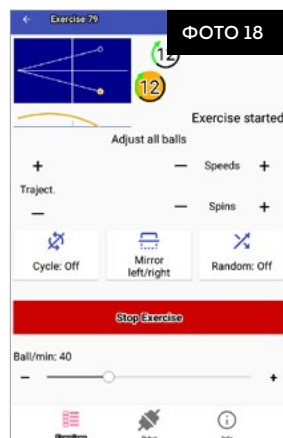 Exercise 79
ФОТО 18
12
12
Exercise started
Adjust all balls
+ — Speeds +
Traject.
— — Spins +
Cycle: Off
Mirror
left/right
Random: Off
Stop Exercise
Ball/min: 40
— +